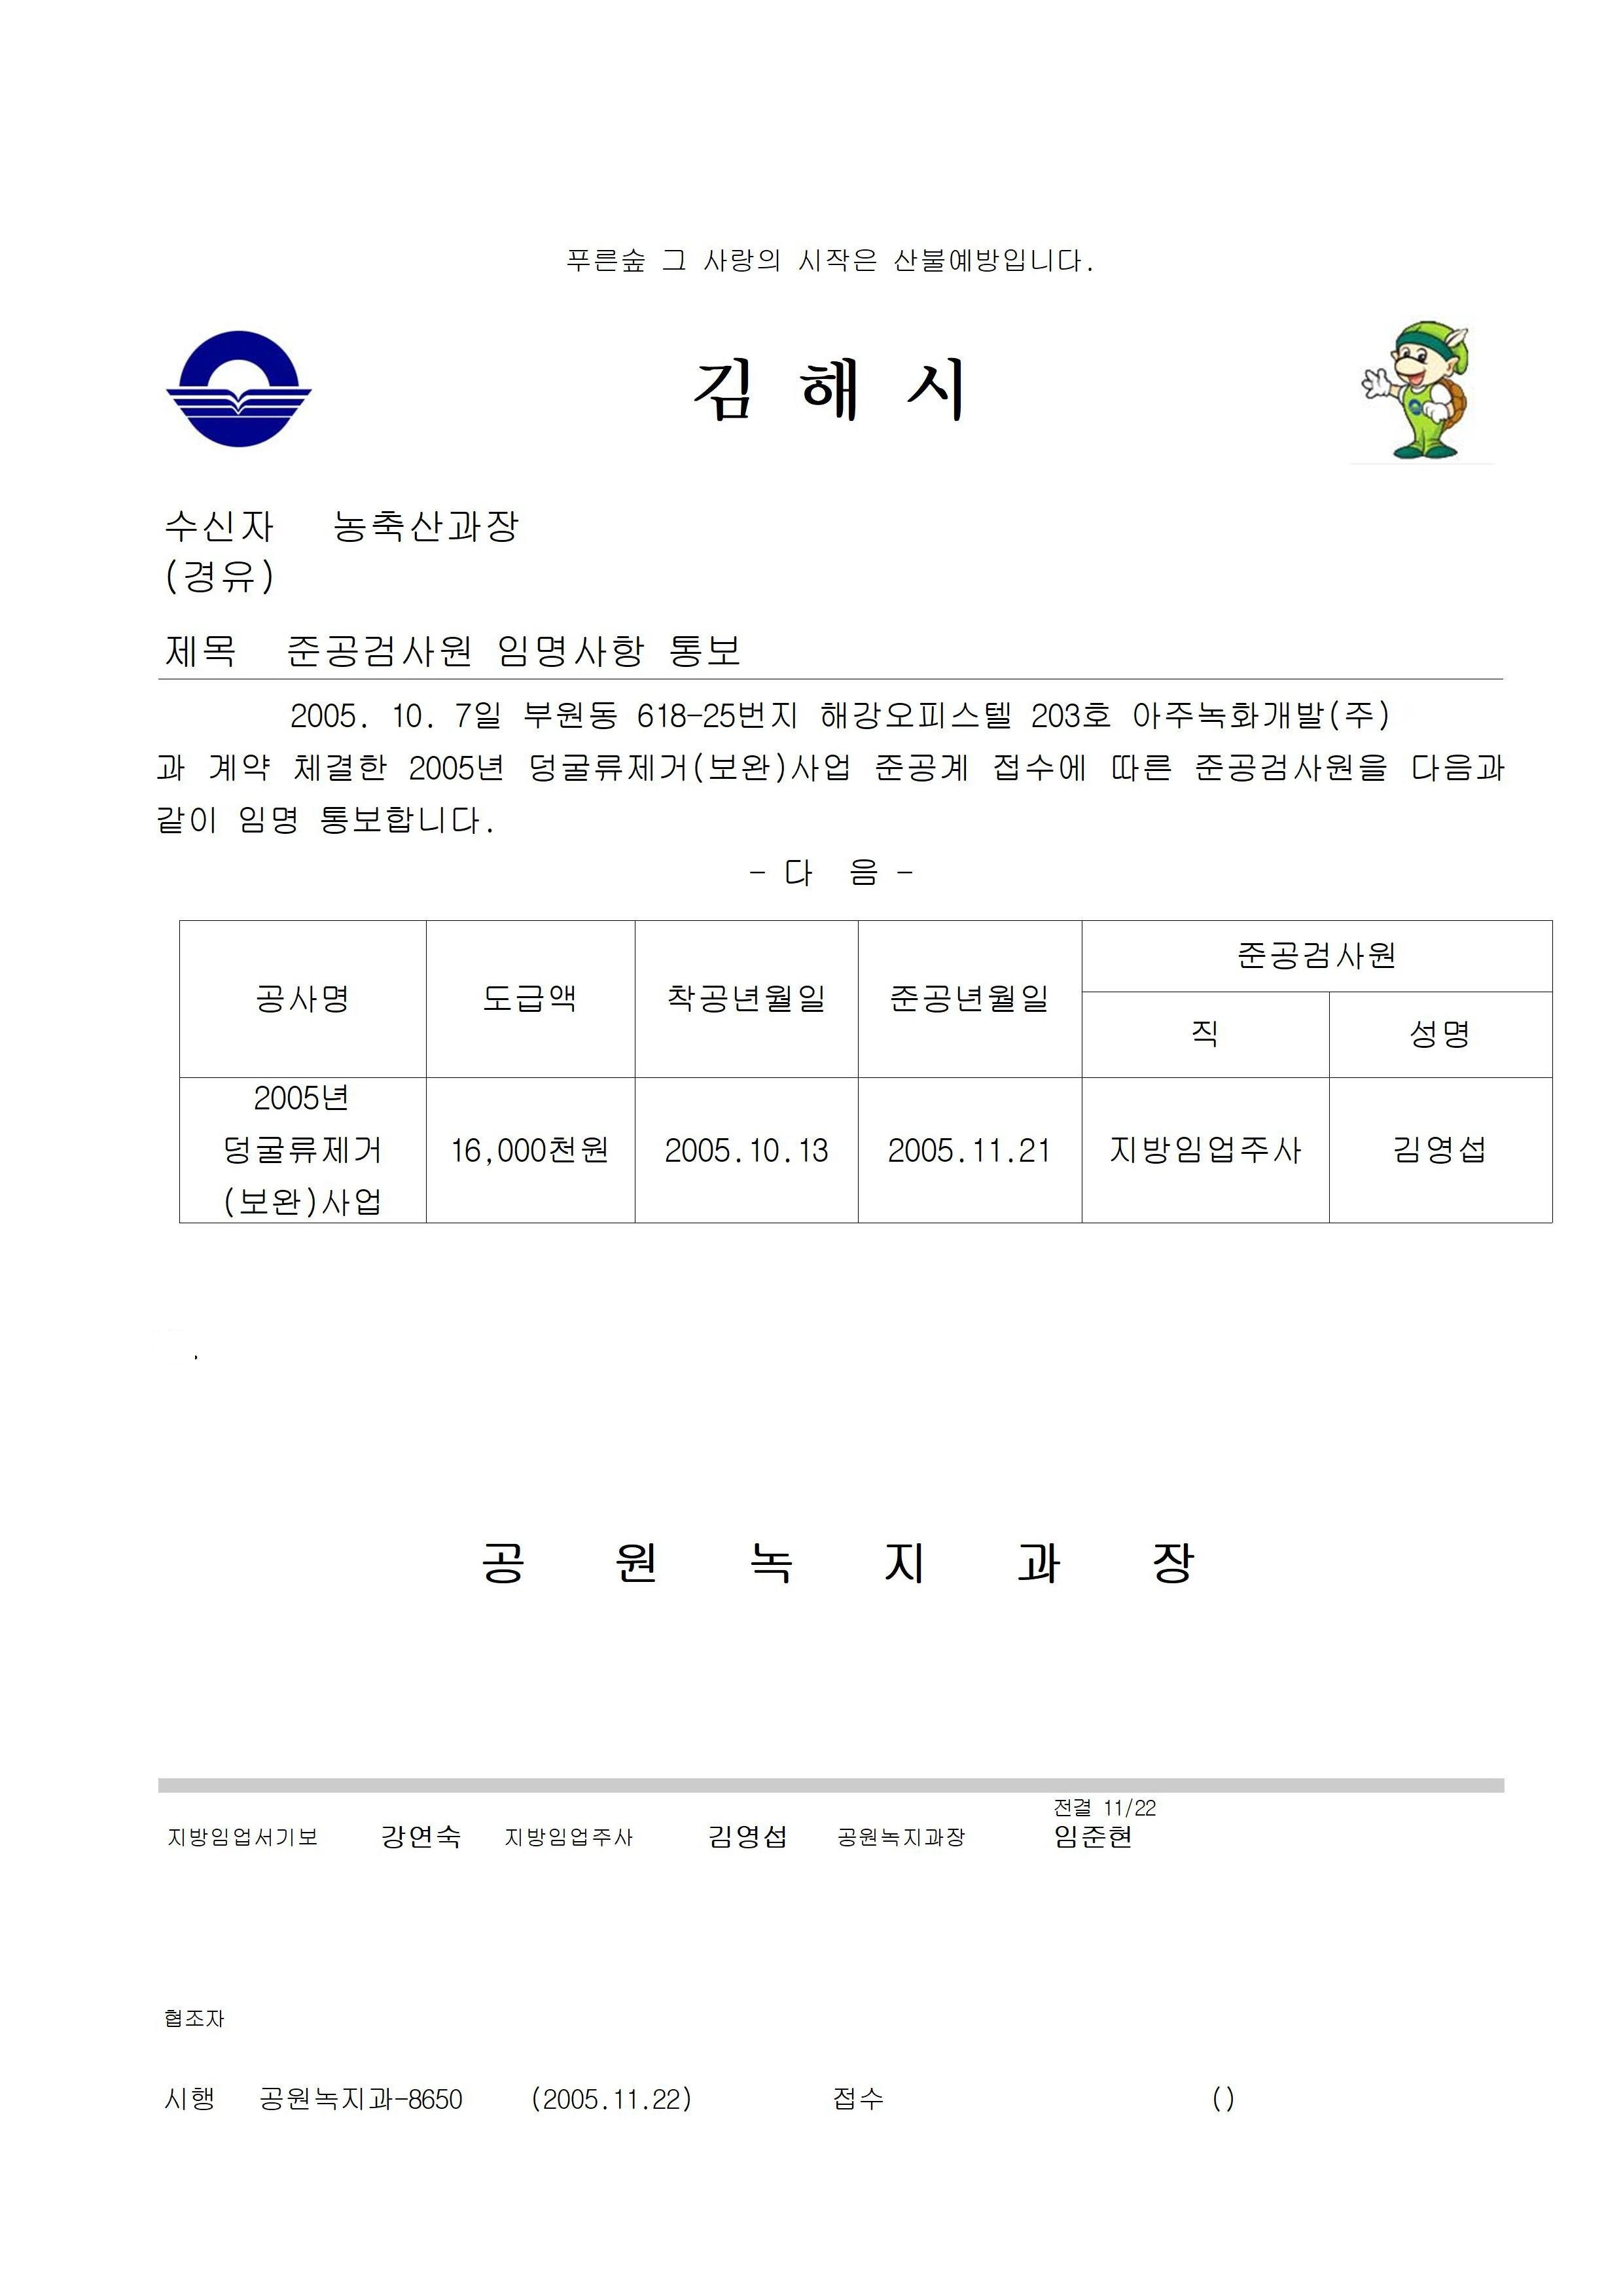 푸른숲 그 사랑의 시작은 산불예방입니다.
김 해 시
수신자 농축산과장
(경유)
제목 준공검사원 임명사항 통보
2005. 10. 7일 부원동 618-25번지 해강오피스텔 203호 아주녹화개발(주)
과 계약 체결한 2005년 덩굴류제거(보완)사업 준공계 접수에 따른 준공검사원을 다음과
같이 임명 통보합니다.
- 다 음 -
공사명 도급액 착공년월일 준공년월일 준공검사원
직 성명
2005년
덩굴류제거 16,000천원 2005.10.13 2005.11.21 지방임업주사 김영섭
(보완)사업
.
공 원 녹 지 과 장
전결 11/22
지방임업서기보 강연숙 지방임업주사 김영섭 공원녹지과장 임준현
협조자
시행 공원녹지과-8650 (2005.11.22) 접수 ()